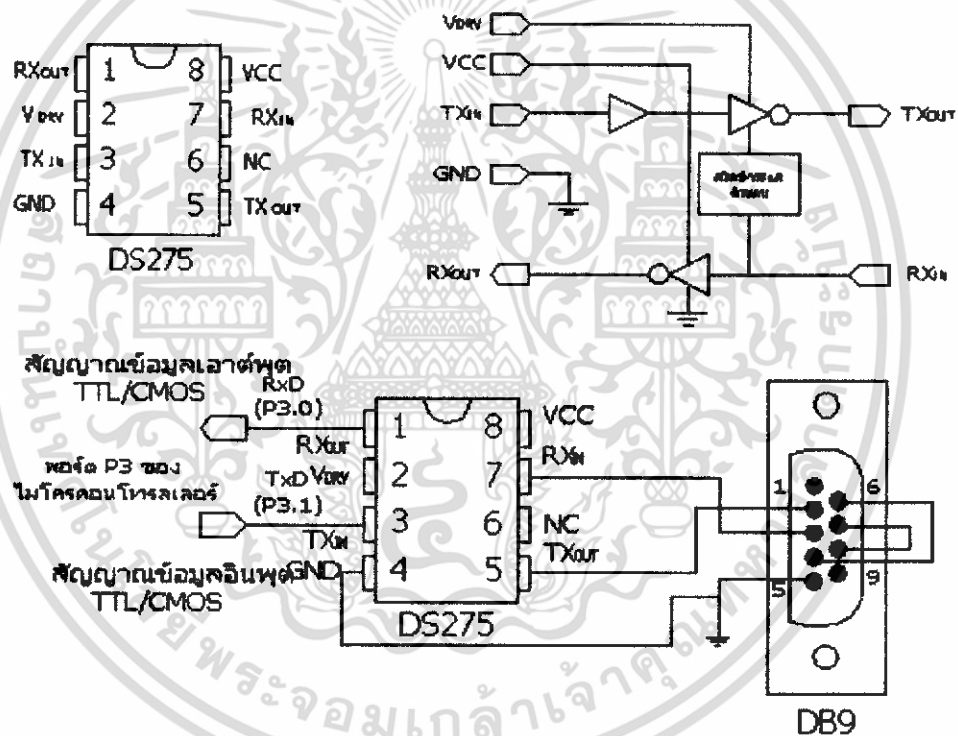 RXOUT 1 8 VCC
VDRV 2 7 RXIN
TXIN 3 6 NC
GND 4 5 TXOUT
DS275
VDRV
VCC
TXIN
TXOUT
GND
RXOUT
RXIN
สัญญาณข้อมูลเอาต์พุต
TTL/CMOS
RxD
(P3.0)
RXOUT
พอร์ต P3 ของ
ไมโครคอนโทรลเลอร์
TxD
(P3.1)
VDRV
TXIN
สัญญาณข้อมูลอินพุต
TTL/CMOS
GND
1 8 VCC
2 7 RXIN
3 6 NC
4 5 TXOUT
DS275
1 6
5 9
DB9